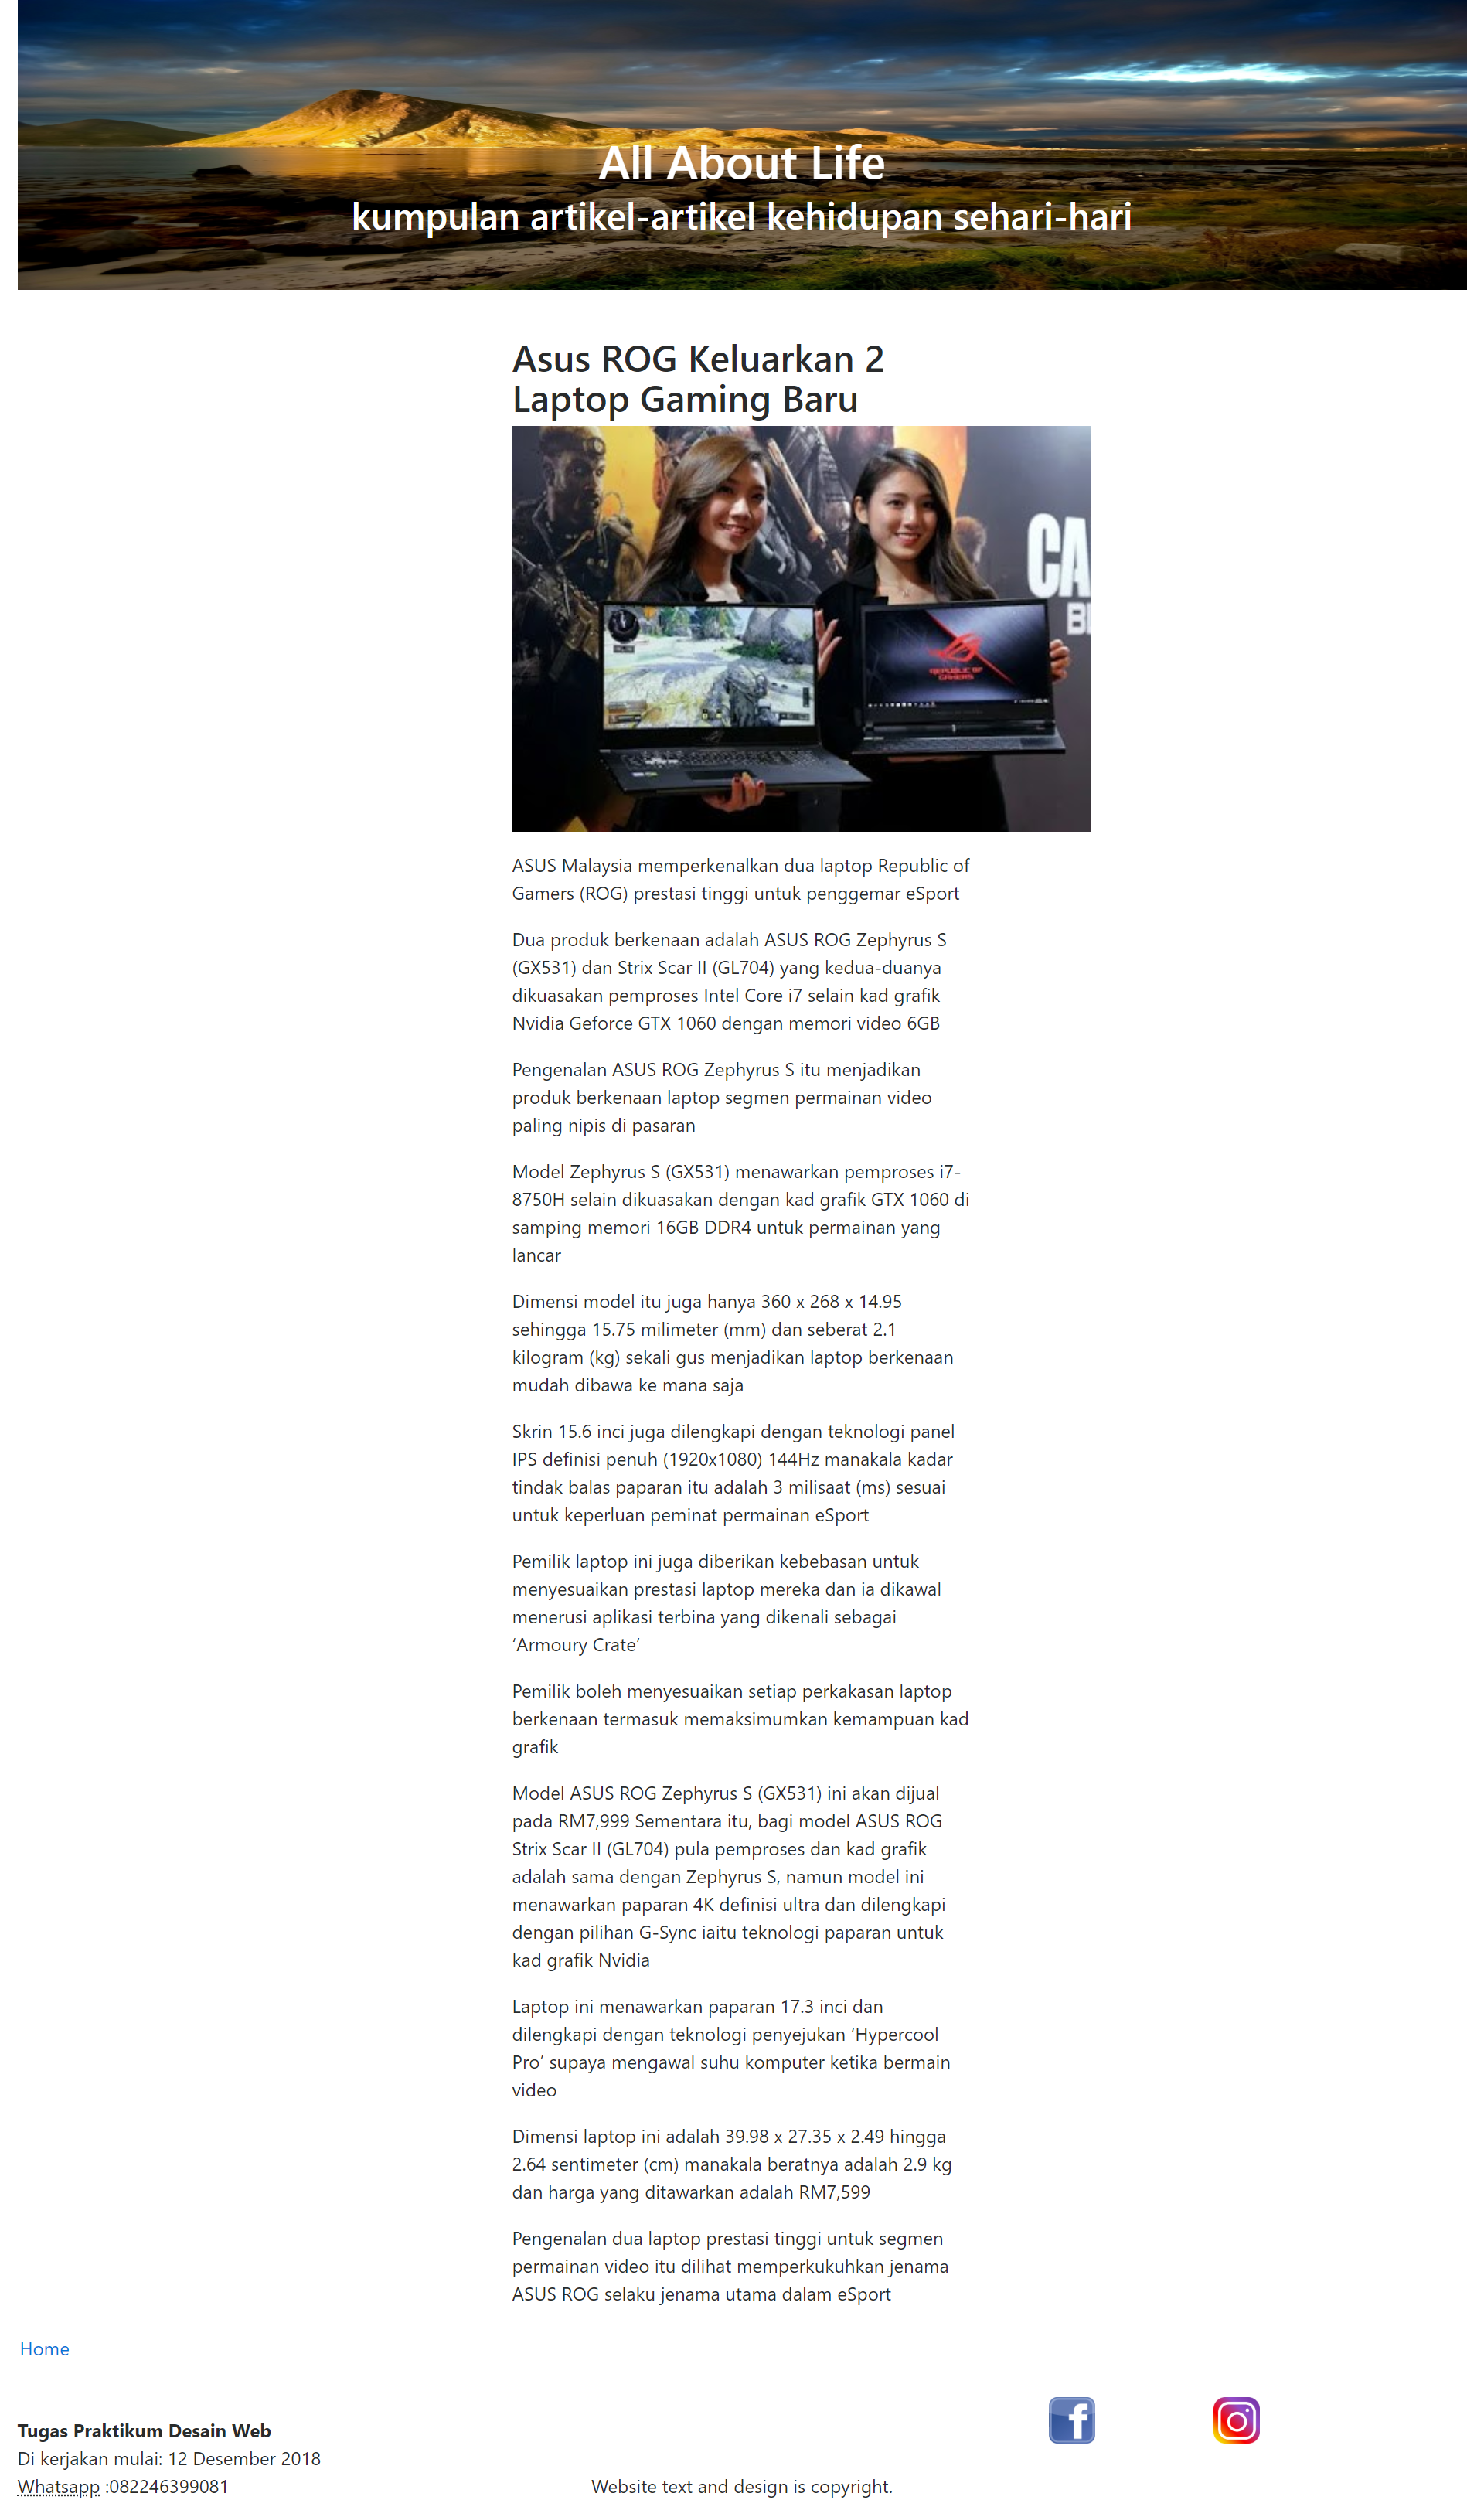 All About Life
kumpulan artikel-artikel kehidupan sehari-hari
Asus ROG Keluarkan 2
Laptop Gaming Baru
CA
REPUBLIC OF
GAMERS
ASUS Malaysia memperkenalkan dua laptop Republic of
Gamers (ROG) prestasi tinggi untuk penggemar eSport
Dua produk berkenaan adalah ASUS ROG Zephyrus S
(GX531) dan Strix Scar II (GL704) yang kedua-duanya
dikuasakan pemproses Intel Core i7 selain kad grafik
Nvidia Geforce GTX 1060 dengan memori video 6GB
Pengenalan ASUS ROG Zephyrus S itu menjadikan
produk berkenaan laptop segmen permainan video
paling nipis di pasaran
Model Zephyrus S (GX531) menawarkan pemproses i7-
8750H selain dikuasakan dengan kad grafik GTX 1060 di
samping memori 16GB DDR4 untuk permainan yang
lancar
Dimensi model itu juga hanya 360 x 268 x 14.95
sehingga 15.75 milimeter (mm) dan seberat 2.1
kilogram (kg) sekali gus menjadikan laptop berkenaan
mudah dibawa ke mana saja
Skrin 15.6 inci juga dilengkapi dengan teknologi panel
IPS definisi penuh (1920x1080) 144Hz manakala kadar
tindak balas paparan itu adalah 3 milisaat (ms) sesuai
untuk keperluan peminat permainan eSport
Pemilik laptop ini juga diberikan kebebasan untuk
menyesuaikan prestasi laptop mereka dan ia dikawal
menerusi aplikasi terbina yang dikenali sebagai
‘Armoury Crate’
Pemilik boleh menyesuaikan setiap perkakasan laptop
berkenaan termasuk memaksimumkan kemampuan kad
grafik
Model ASUS ROG Zephyrus S (GX531) ini akan dijual
pada RM7,999 Sementara itu, bagi model ASUS ROG
Strix Scar II (GL704) pula pemproses dan kad grafik
adalah sama dengan Zephyrus S, namun model ini
menawarkan paparan 4K definisi ultra dan dilengkapi
dengan pilihan G-Sync iaitu teknologi paparan untuk
kad grafik Nvidia
Laptop ini menawarkan paparan 17.3 inci dan
dilengkapi dengan teknologi penyejukan ‘Hypercool
Pro’ supaya mengawal suhu komputer ketika bermain
video
Dimensi laptop ini adalah 39.98 x 27.35 x 2.49 hingga
2.64 sentimeter (cm) manakala beratnya adalah 2.9 kg
dan harga yang ditawarkan adalah RM7,599
Pengenalan dua laptop prestasi tinggi untuk segmen
permainan video itu dilihat memperkukuhkan jenama
ASUS ROG selaku jenama utama dalam eSport
Home
Tugas Praktikum Desain Web
Di kerjakan mulai: 12 Desember 2018
Whatsapp :082246399081
Website text and design is copyright.